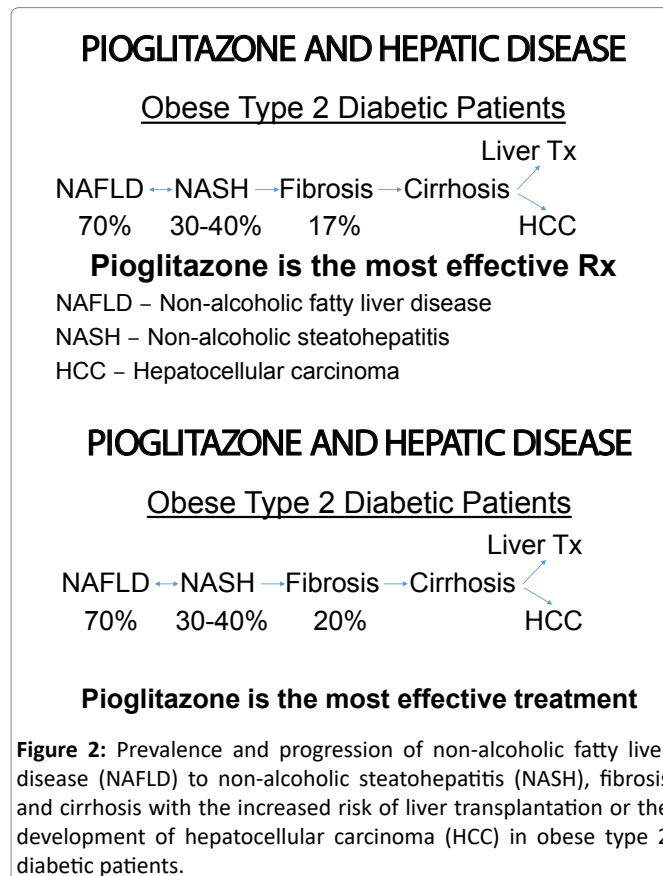 PIOGLITAZONE AND HEPATIC DISEASE
Obese Type 2 Diabetic Patients
Liver Tx
NAFLD NASH Fibrosis Cirrhosis
70% 30-40% 17% HCC
Pioglitazone is the most effective Rx
NAFLD – Non-alcoholic fatty liver disease
NASH – Non-alcoholic steatohepatitis
HCC – Hepatocellular carcinoma
PIOGLITAZONE AND HEPATIC DISEASE
Obese Type 2 Diabetic Patients
Liver Tx
NAFLD NASH Fibrosis Cirrhosis
70% 30-40% 20% HCC
Pioglitazone is the most effective treatment
Figure 2: Prevalence and progression of non-alcoholic fatty live
disease (NAFLD) to non-alcoholic steatohepatitis (NASH), fibrosis
and cirrhosis with the increased risk of liver transplantation or the
development of hepatocellular carcinoma (HCC) in obese type 2
diabetic patients.